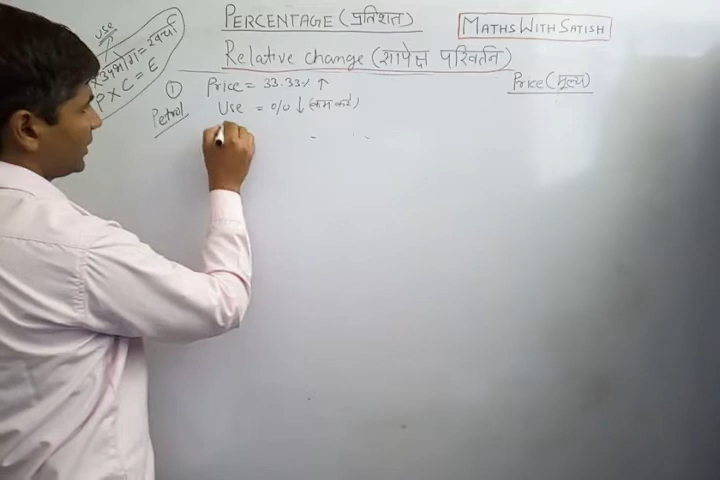 PERCENTAGE (प्रतिशत)
MATHS WITH SATISH
Relative change (सापेक्ष परिवर्तन)
Price (मूल्य)
use
उपभोग = खर्चा
P X C = E
① Price = 33.33% ↑
Petrol
Use = % ↓ (कम करे)